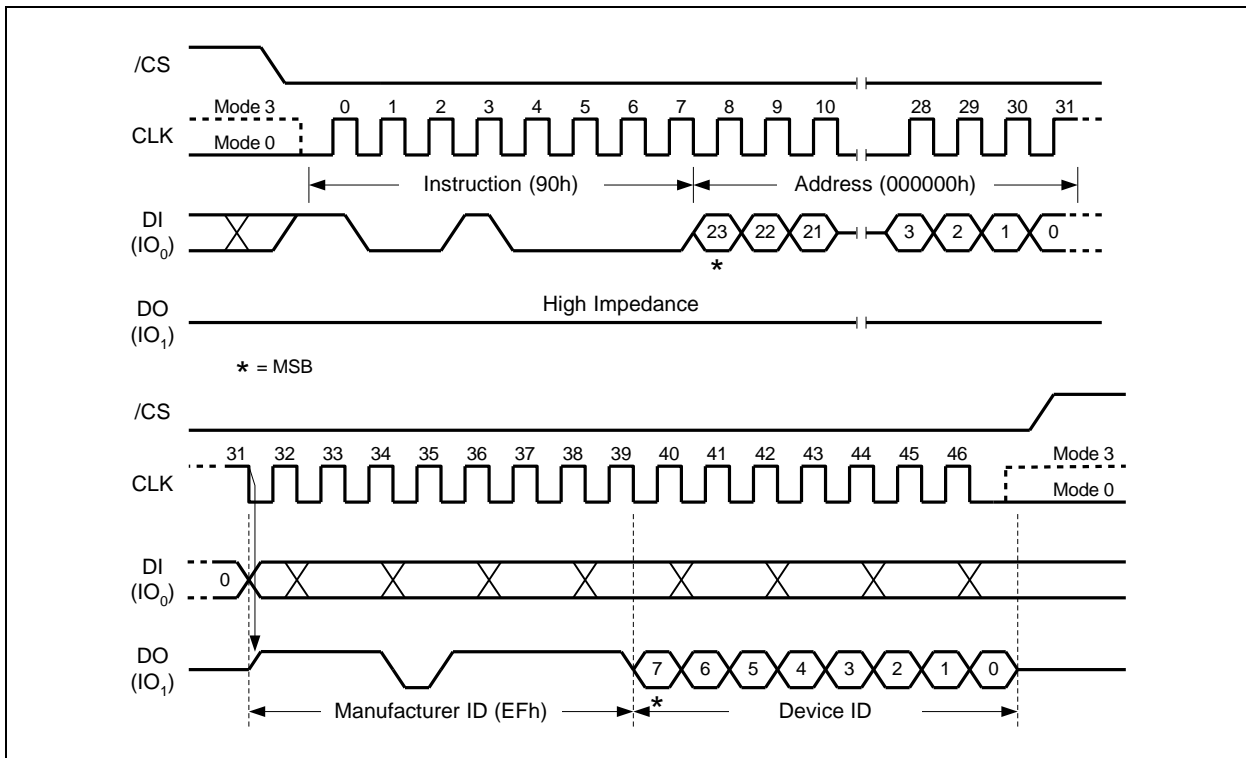 /CS
Mode 3 0 1 2 3 4 5 6 7 8 9 10 28 29 30 31
CLK
Mode 0
Instruction (90h) Address (000000h)
DI
(IO0) 23 22 21 3 2 1 0
*
High Impedance
DO
(IO1)
* = MSB
/CS
31 32 33 34 35 36 37 38 39 40 41 42 43 44 45 46 Mode 3
CLK
Mode 0
DI
(IO0) 0
DO
(IO1) 7 6 5 4 3 2 1 0
*
Manufacturer ID (EFh) Device ID